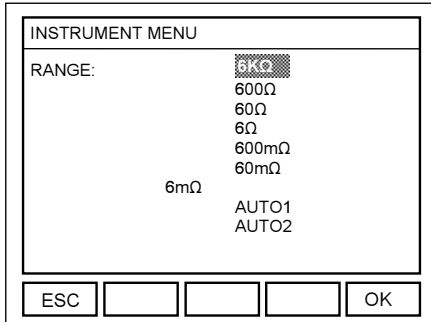 INSTRUMENT MENU
RANGE: 6KΩ
600Ω
60Ω
6Ω
600mΩ
60mΩ
6mΩ
AUTO1
AUTO2
ESC OK